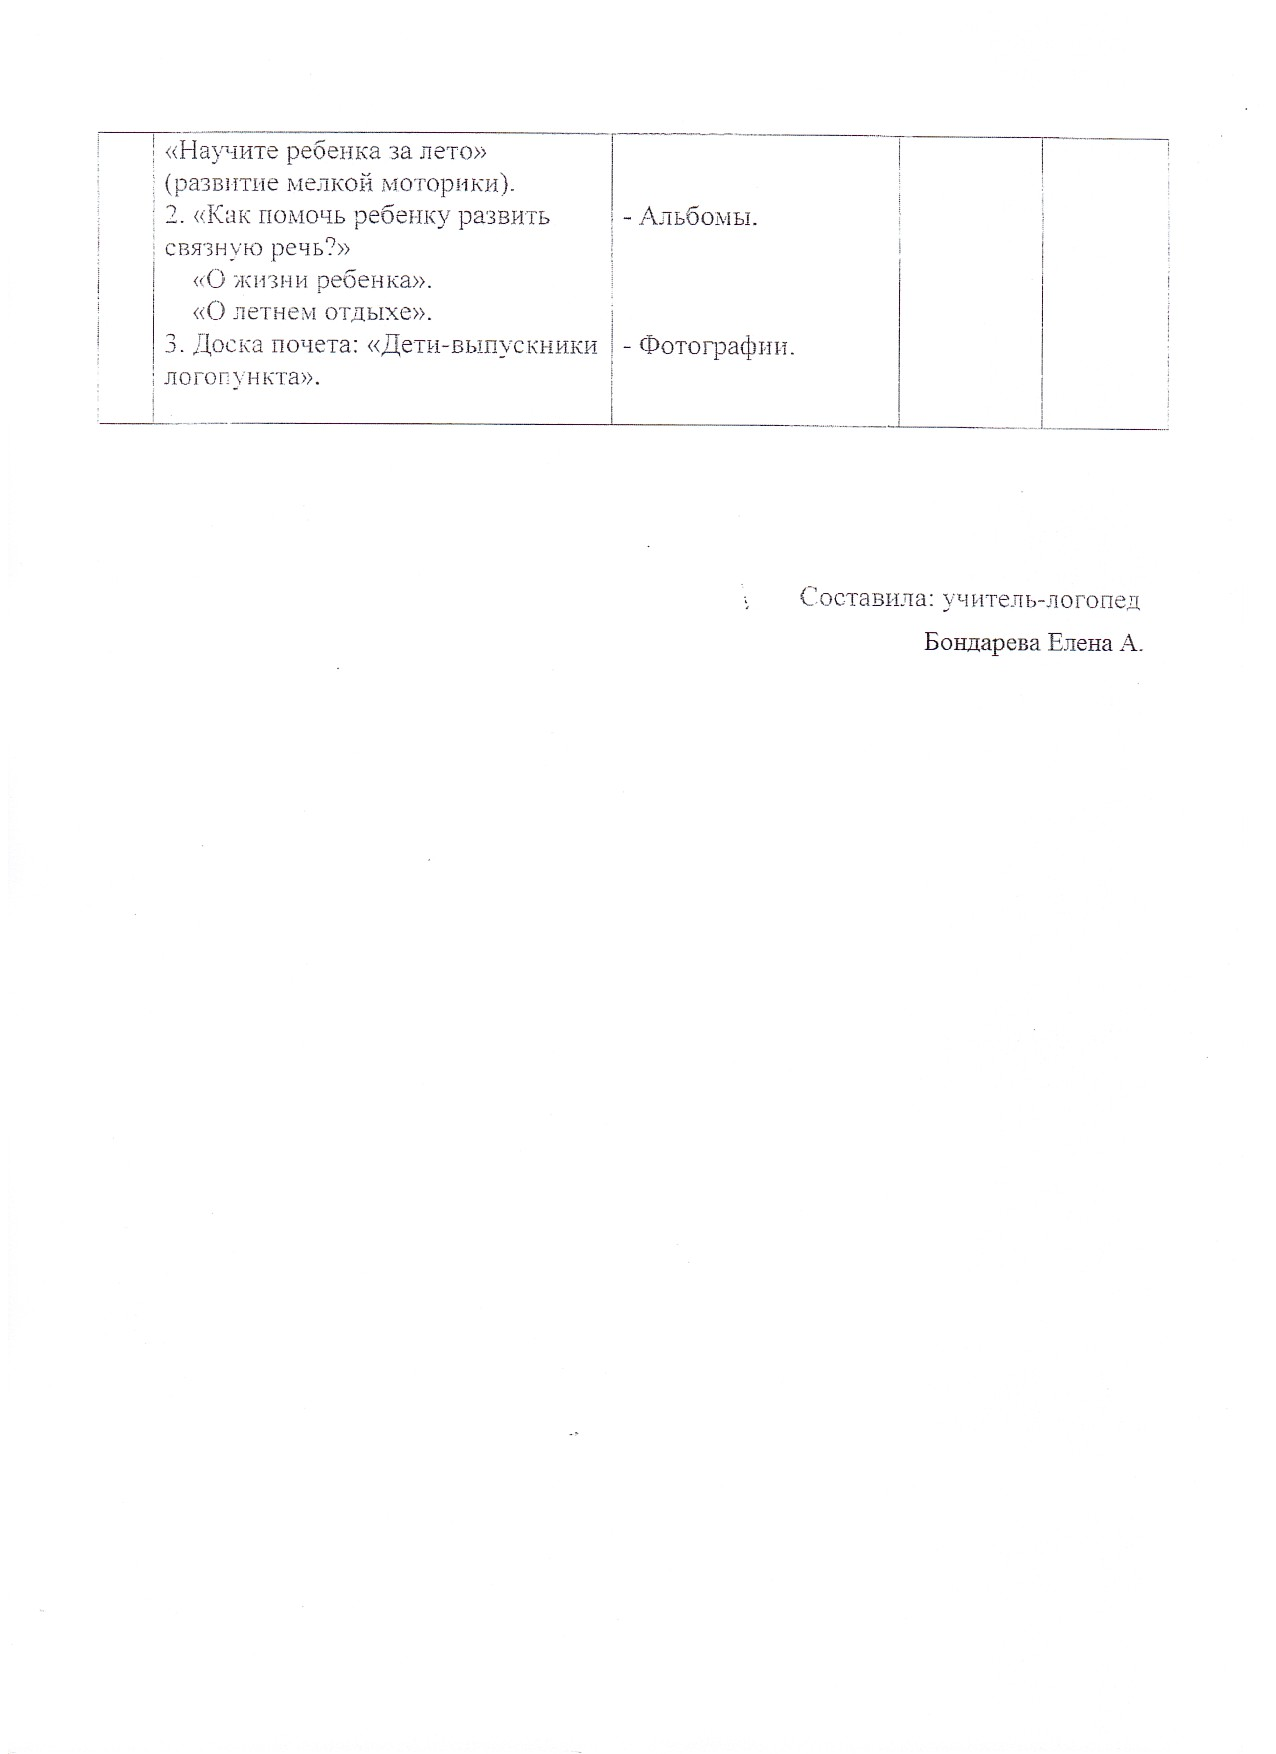 «Научите ребенка за лето»
(развитие мелкой моторики).
2. «Как помочь ребенку развить
- Альбомы.
связную речь?»
«О жизни ребенка».
«О летнем отдыхе».
3. Доска почета: «Дети-выпускники
- Фотографии.
логопункта».
Составила: учитель-логопед
Бондарева Елена А.